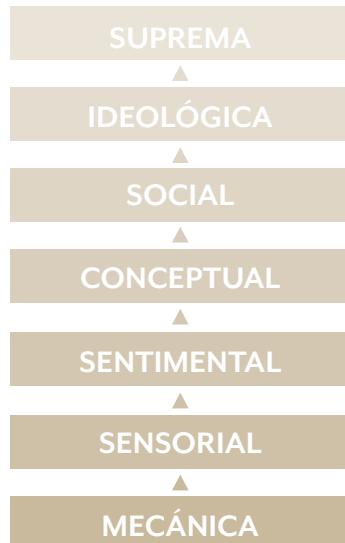 SUPREMA
IDEOLÓGICA
SOCIAL
CONCEPTUAL
SENTIMENTAL
SENSORIAL
MECÁNICA